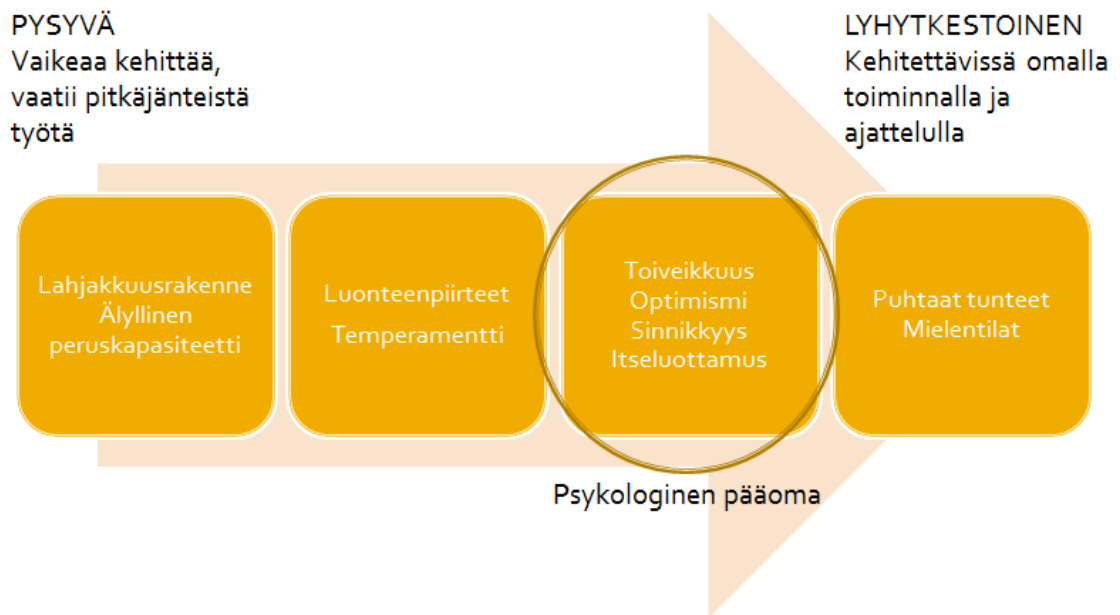 PYSYVÄ
Vaikeaa kehittää,
vaatii pitkäjänteistä
työtä
LYHYTKESTOINEN
Kehitettävissä omalla
toiminnalla ja
ajattelulla
Lahjakkuusrakenne
Älyllinen
peruskapasiteetti
Luonteenpiirteet
Temperamentti
Toiveikkuus
Optimismi
Sinnikkyys
Itseluottamus
Puhtaat tunteet
Mielentilat
Psykologinen pääoma